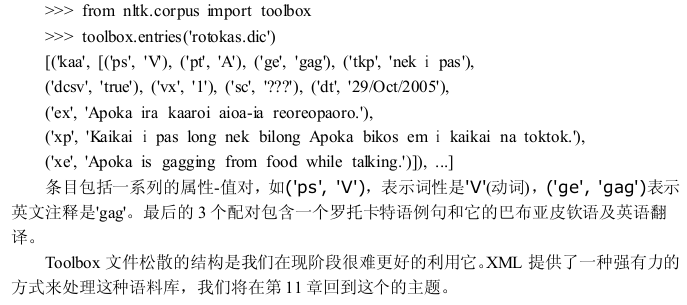 >>> from nltk.corpus import toolbox
>>> toolbox.entries('rotokas.dic')
[('kaa', [('ps', 'V'), ('pt', 'A'), ('ge', 'gag'), ('tkp', 'nek i pas'),
('dcsv', 'true'), ('vx', '1'), ('sc', '???'), ('dt', '29/Oct/2005'),
('ex', 'Apoka ira kaaroi aioa-ia reoreopaoro.'),
('xp', 'Kaikai i pas long nek bilong Apoka bikos em i kaikai na toktok.'),
('xe', 'Apoka is gagging from food while talking.')]), ...]
条目包括一系列的属性-值对，如('ps', 'V')，表示词性是'V'(动词)，('ge', 'gag')表示
英文注释是'gag'。最后的 3 个配对包含一个罗托卡特语例句和它的巴布亚皮钦语及英语翻
译。
Toolbox 文件松散的结构是我们在现阶段很难更好的利用它。XML 提供了一种强有力的
方式来处理这种语料库，我们将在第 11 章回到这个的主题。